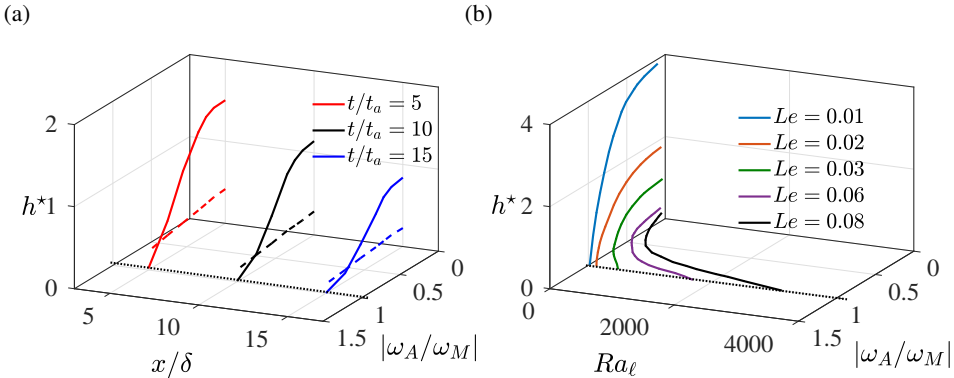 (a)
2
1
0
h⋆
5
10
15
x/δ
0
0.5
1
1.5
|ω_A/ω_M|
t/t_a = 5
t/t_a = 10
t/t_a = 15
(b)
4
2
0
h⋆
0
2000
4000
Ra_ℓ
0
0.5
1
1.5
|ω_A/ω_M|
Le = 0.01
Le = 0.02
Le = 0.03
Le = 0.06
Le = 0.08